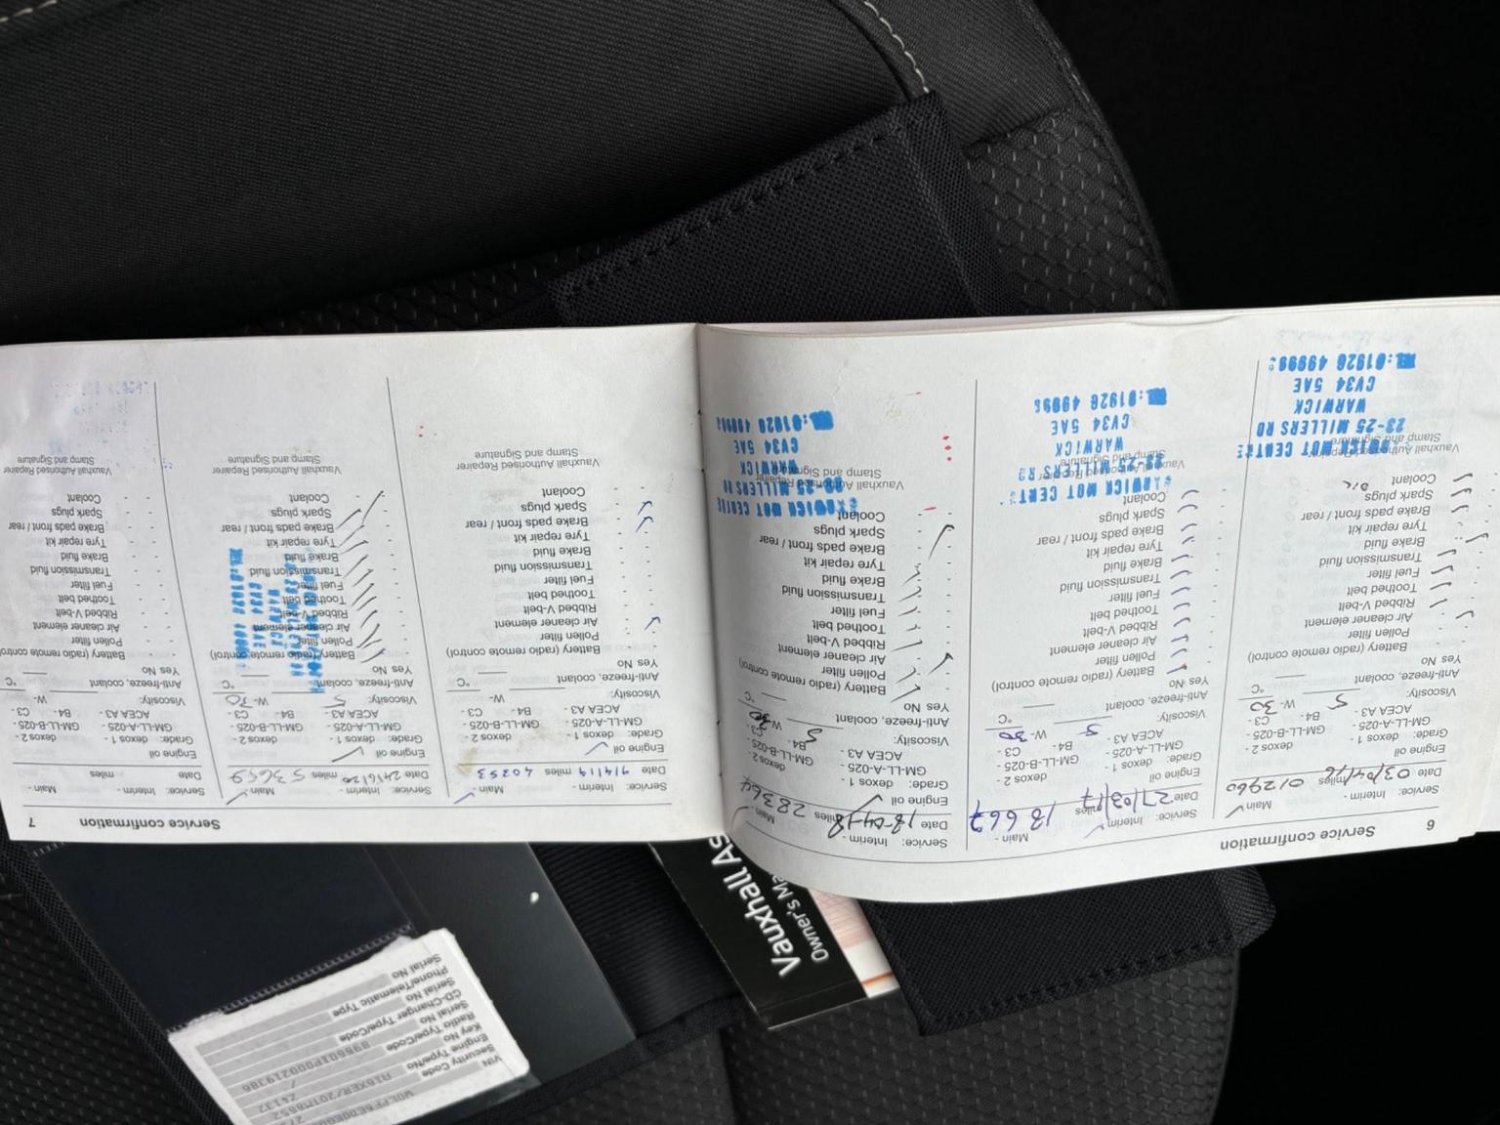 6
Service confirmation
Service: Interim - Main
Date 03/04/16 miles 012960
Engine oil
Grade: dexos 1 - dexos 2
GM-LL-A-025 - GM-LL-B-025
ACEA A3 - B4 - C3
Viscosity: 5 W- 30
Anti-freeze, coolant °C
Yes No
Battery (radio remote control)
Pollen filter
Air cleaner element
Ribbed V-belt
Toothed belt
Fuel filter
Transmission fluid
Brake fluid
Tyre repair kit
Brake pads front / rear
Spark plugs
Coolant
Stamp and Signature
23-25 MILLERS RD
WARWICK
CV34 5AE
Service: Interim - Main -
Date 27/03/17 miles 18667
Engine oil
Grade: dexos 1 - dexos 2 -
GM-LL-A-025 - GM-LL-B-025 -
ACEA A3 - B4 - C3 -
Viscosity: 5 W- 30
Anti-freeze, coolant °C
Yes No
Battery (radio remote control)
Pollen filter
Air cleaner element
Ribbed V-belt
Toothed belt
Fuel filter
Transmission fluid
Brake fluid
Tyre repair kit
Brake pads front / rear
Spark plugs
Coolant
Vauxhall Authorised Repairer
Stamp and Signature
WARWICK
CV34 5AE
Service: Interim - Main
Date 18-04-18 miles 28364
Engine oil
Grade: dexos 1 - dexos 2
GM-LL-A-025 - GM-LL-B-025
ACEA A3 - B4 - C3
Viscosity: 5 W- 30
Anti-freeze, coolant °C
Yes No
Battery (radio remote control)
Pollen filter
Air cleaner element
Ribbed V-belt
Toothed belt
Fuel filter
Transmission fluid
Brake fluid
Tyre repair kit
Brake pads front / rear
Spark plugs
Coolant
Vauxhall Authorised Repairer
Stamp and Signature
WARWICK
CV34 5AE
Service confirmation
7
Service: Interim - Main -
Date 9/4/19 miles 40293
Engine oil
Grade: dexos 1 - dexos 2 -
GM-LL-A-025 - GM-LL-B-025 -
ACEA A3 - B4 - C3 -
Viscosity: W-
Anti-freeze, coolant °C
Yes No
Battery (radio remote control)
Pollen filter
Air cleaner element
Ribbed V-belt
Toothed belt
Fuel filter
Transmission fluid
Brake fluid
Tyre repair kit
Brake pads front / rear
Spark plugs
Coolant
Vauxhall Authorised Repairer
Stamp and Signature
Service: Interim - Main
Date miles 53659
Engine oil
Grade: dexos 1 - dexos 2 -
GM-LL-A-025 - GM-LL-B-025 -
ACEA A3 - B4 - C3 -
Viscosity: 5 W- 30
Anti-freeze, coolant °C
Yes No
Battery (radio remote control)
Pollen filter
Air cleaner element
Ribbed V-belt
Toothed belt
Fuel filter
Transmission fluid
Brake fluid
Tyre repair kit
Brake pads front / rear
Spark plugs
Coolant
Vauxhall Authorised Repairer
Stamp and Signature
Service: Interim - Main -
Date miles
Engine oil
Grade: dexos 1 - dexos 2 -
GM-LL-A-025 - GM-LL-B-025 -
ACEA A3 - B4 - C3 -
Viscosity: W-
Anti-freeze, coolant °C
Yes No
Battery (radio remote control)
Pollen filter
Air cleaner element
Ribbed V-belt
Toothed belt
Fuel filter
Transmission fluid
Brake fluid
Tyre repair kit
Brake pads front / rear
Spark plugs
Coolant
Vauxhall Authorised Repairer
Stamp and Signature
Vauxhall As
Owner's Ma
VIN
Security Code
Engine Type/No
Key No
Radio Type/Code
Serial No
CD-Changer Type/Code
Serial No
Phone/Telematic Type
Serial No